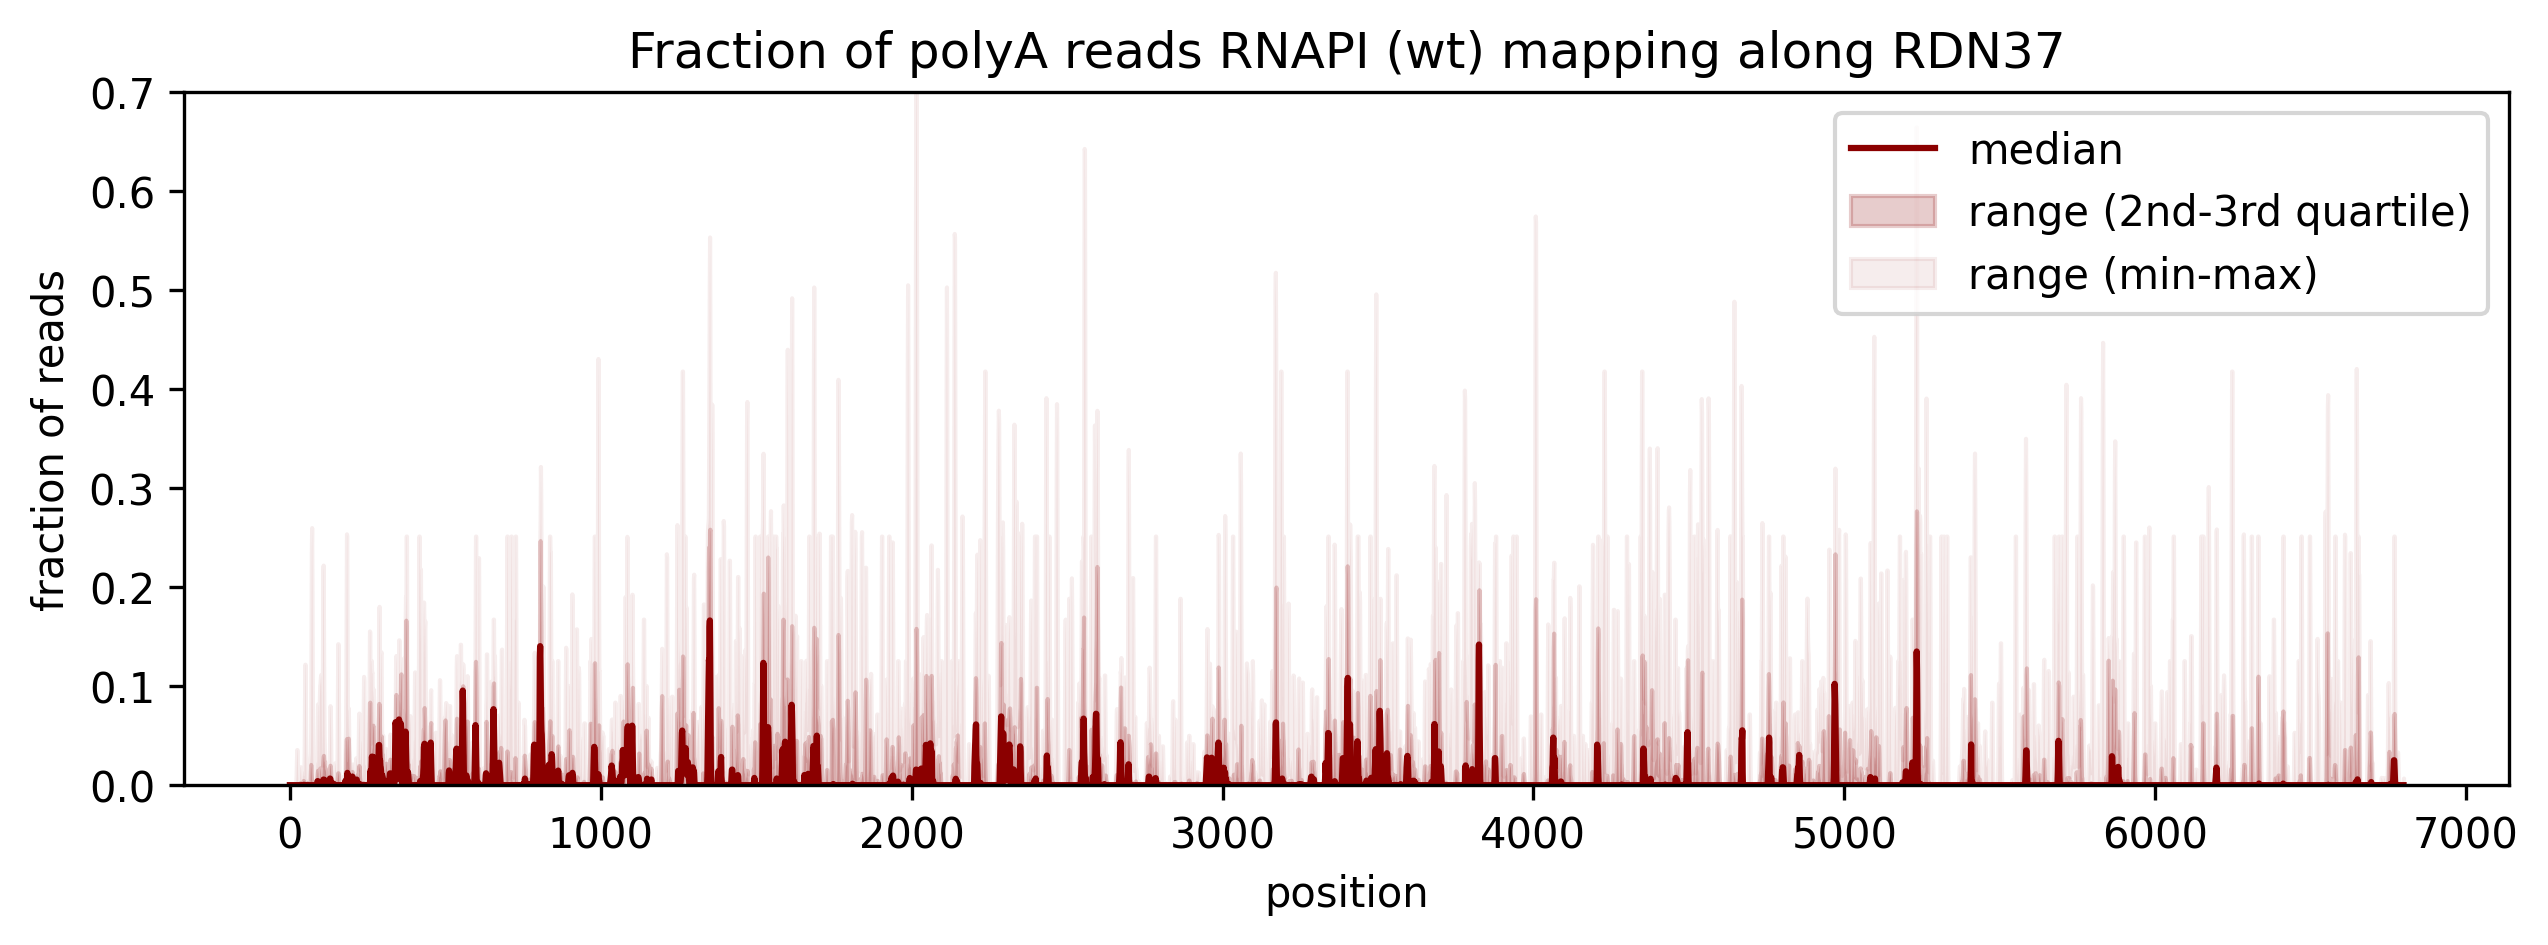 Fraction of polyA reads RNAPI (wt) mapping along RDN37
0.7
0.6
0.5
0.4
0.3
0.2
0.1
0.0
fraction of reads
median
range (2nd-3rd quartile)
range (min-max)
0 1000 2000 3000 4000 5000 6000 7000
position